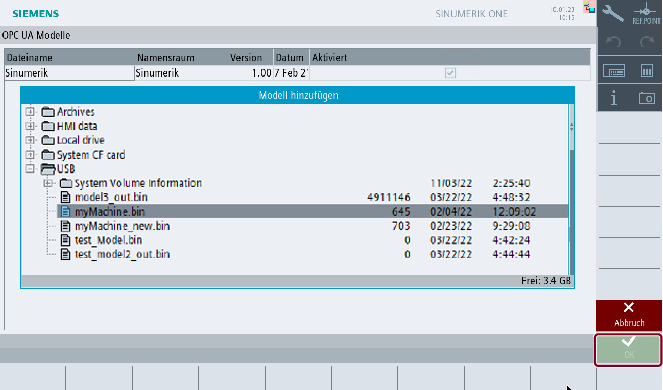 SIEMENS SINUMERIK ONE
10:15
REF.POINT
OPC UA Modelle
Dateiname Namensraum Version Datum Aktiviert
Sinumerik Sinumerik 1.00 7 Feb 2
Modell hinzufügen
Archives
HMI data
Local drive
System CF card
USB
System Volume Information 11/03/22 2:25:40
model3_out.bin 4911146 03/22/22 4:48:32
myMachine.bin 645 02/04/22 12:09:02
myMachine_new.bin 703 02/23/22 9:29:08
test_Model.bin 0 03/22/22 4:42:24
test_model2_out.bin 0 03/22/22 4:44:44
Frei: 3.4 GB
Abbruch
OK